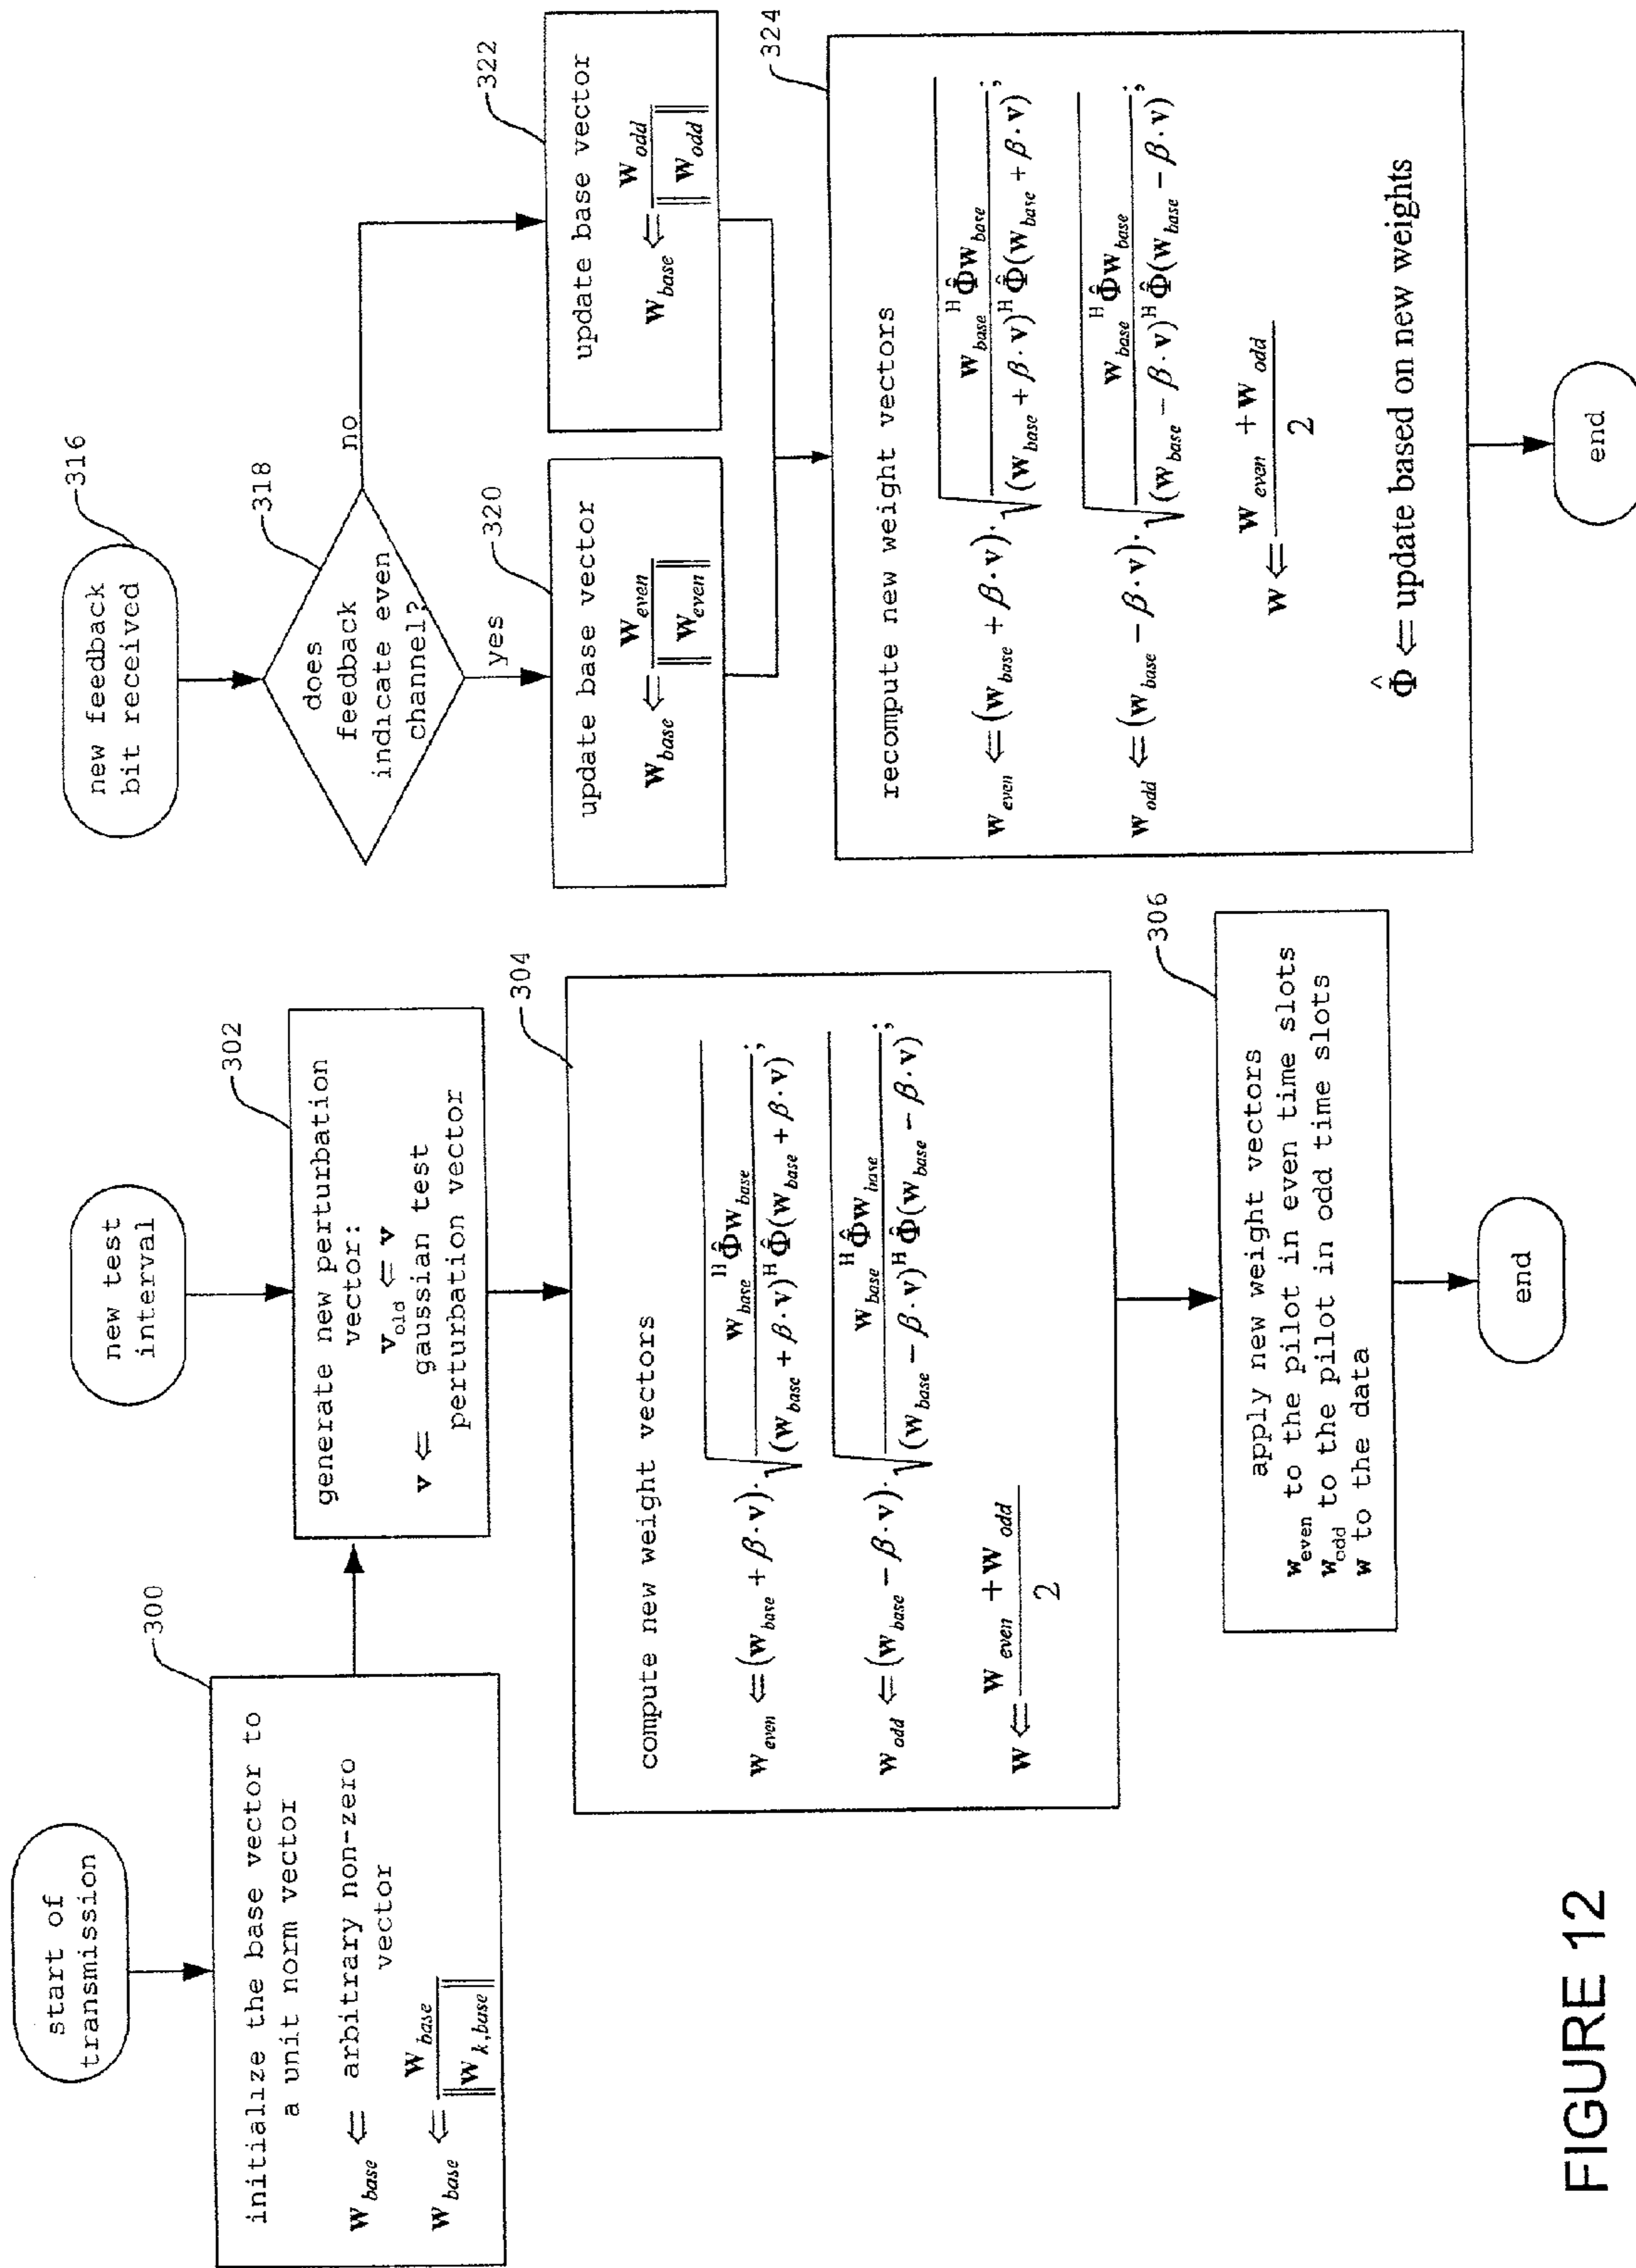 start of
transmission
300
initialize the base vector to
a unit norm vector
w_base ⇐ arbitrary non-zero
vector
w_base ⇐ w_base / ‖w_k,base‖
new test
interval
302
generate new perturbation
vector:
v_old ⇐ v
v ⇐ gaussian test
perturbation vector
304
compute new weight vectors
w_even ⇐ (w_base + β·v)·√(w_base^H Φ̂ w_base / (w_base + β·v)^H Φ̂ (w_base + β·v));
w_odd ⇐ (w_base − β·v)·√(w_base^H Φ̂ w_base / (w_base − β·v)^H Φ̂ (w_base − β·v));
w ⇐ (w_even + w_odd) / 2
306
apply new weight vectors
w_even to the pilot in even time slots
w_odd to the pilot in odd time slots
w to the data
end
new feedback
bit received
316
318
does
feedback
indicate even
channel?
no
yes
320
update base vector
w_base ⇐ w_even / ‖w_even‖
322
update base vector
w_base ⇐ w_odd / ‖w_odd‖
324
recompute new weight vectors
w_even ⇐ (w_base + β·v)·√(w_base^H Φ̂ w_base / (w_base + β·v)^H Φ̂ (w_base + β·v));
w_odd ⇐ (w_base − β·v)·√(w_base^H Φ̂ w_base / (w_base − β·v)^H Φ̂ (w_base − β·v));
w ⇐ (w_even + w_odd) / 2
Φ̂ ⇐ update based on new weights
end
FIGURE 12